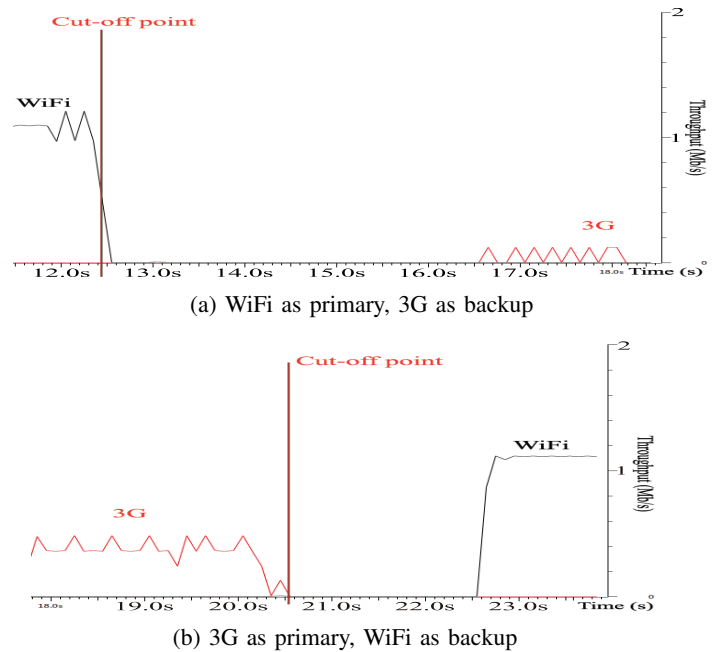 2
Cut-off point
WiFi
1
Throughput (Mb/s)
3G
0
12.0s 13.0s 14.0s 15.0s 16.0s 17.0s 18.0s Time (s)
(a) WiFi as primary, 3G as backup
2
Cut-off point
WiFi
1
Throughput (Mb/s)
3G
0
18.0s 19.0s 20.0s 21.0s 22.0s 23.0s Time (s)
(b) 3G as primary, WiFi as backup